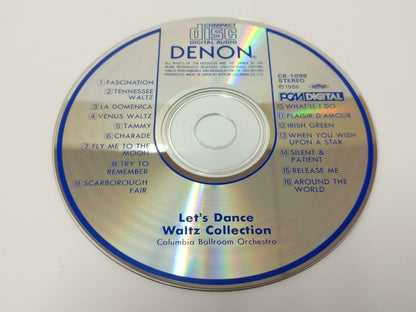 COMPACT
disc
DIGITAL AUDIO
DENON
ALL RIGHTS OF THE PRODUCER AND THE OWNER OF THE
WORK REPRODUCED RESERVED. UNAUTHORIZED COPYING,
PUBLIC PERFORMANCE AND BROADCASTING OF THIS RECORD
PROHIBITED. MADE IN JAPAN BY NIPPON COLUMBIA CO., LTD.
1 FASCINATION
2 TENNESSEE
WALTZ
3 LA DOMENICA
4 VENUS WALTZ
5 TAMMY
6 CHARADE
7 FLY ME TO THE
MOON
8 TRY TO
REMEMBER
9 SCARBOROUGH
FAIR
CK-1098
STEREO
Ⓟ1988
PCM DIGITAL
10 WHAT'LL I DO
11 PLAISIR D'AMOUR
12 IRISH GREEN
13 WHEN YOU WISH
UPON A STAR
14 SILENT &
PATIENT
15 RELEASE ME
16 AROUND THE
WORLD
Let's Dance
Waltz Collection
Columbia Ballroom Orchestra